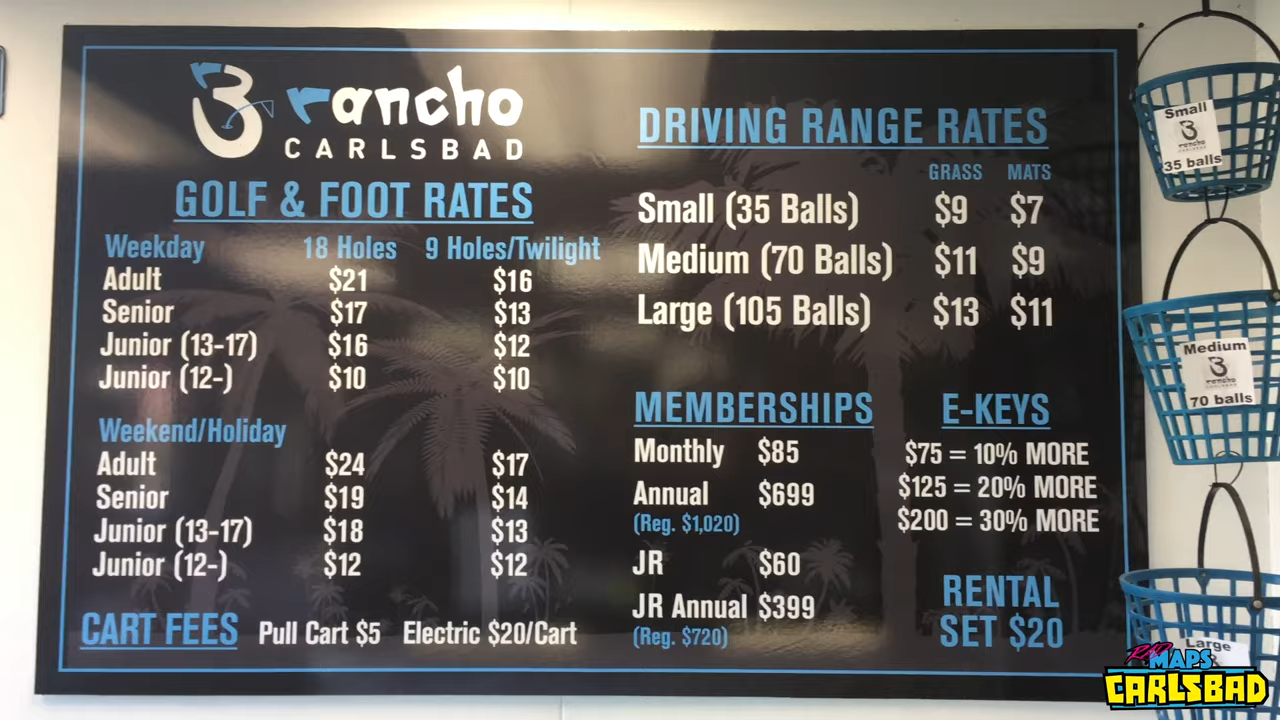 rancho
CARLSBAD
GOLF & FOOT RATES
Weekday 18 Holes 9 Holes/Twilight
Adult $21 $16
Senior $17 $13
Junior (13-17) $16 $12
Junior (12-) $10 $10
Weekend/Holiday
Adult $24 $17
Senior $19 $14
Junior (13-17) $18 $13
Junior (12-) $12 $12
CART FEES Pull Cart $5 Electric $20/Cart
DRIVING RANGE RATES
GRASS MATS
Small (35 Balls) $9 $7
Medium (70 Balls) $11 $9
Large (105 Balls) $13 $11
MEMBERSHIPS
Monthly $85
Annual $699
(Reg. $1,020)
JR $60
JR Annual $399
(Reg. $720)
E-KEYS
$75 = 10% MORE
$125 = 20% MORE
$200 = 30% MORE
RENTAL
SET $20
Small
rancho
35 balls
Medium
rancho
70 balls
Large
RAD
MAPS
CARLSBAD